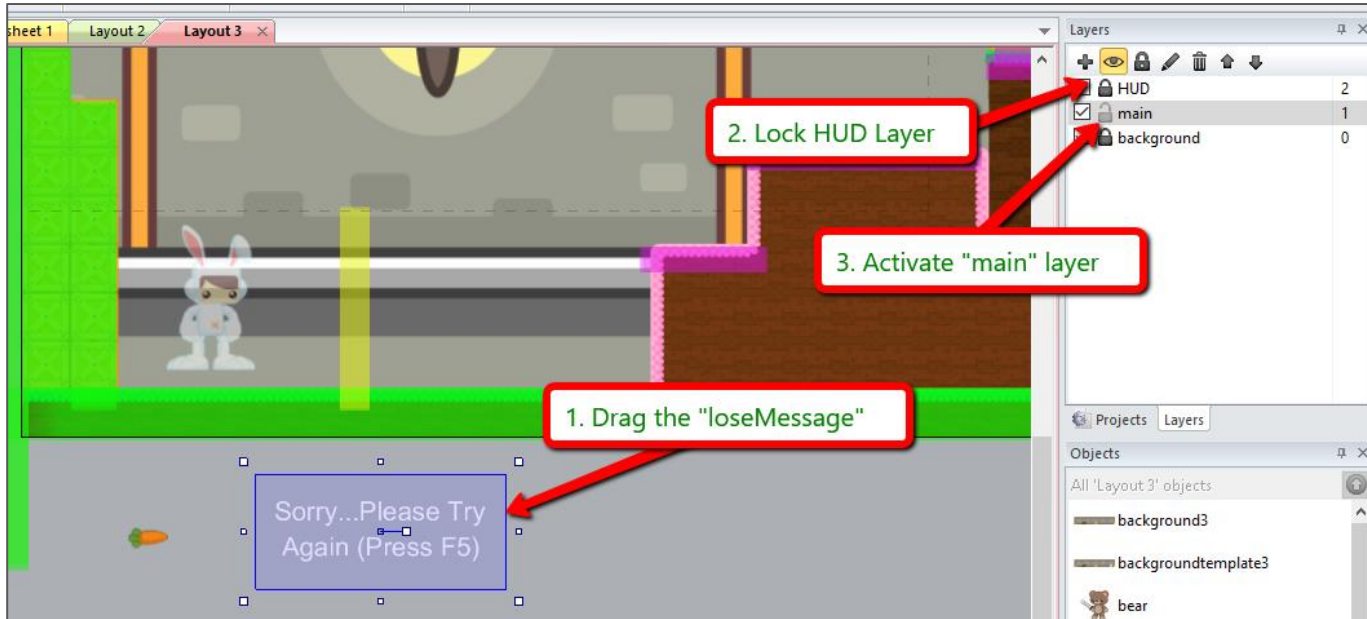 sheet 1 Layout 2 Layout 3
Layers
HUD 2
main 1
background 0
2. Lock HUD Layer
3. Activate "main" layer
1. Drag the "loseMessage"
Projects Layers
Objects
All 'Layout 3' objects
background3
backgroundtemplate3
bear
Sorry...Please Try
Again (Press F5)